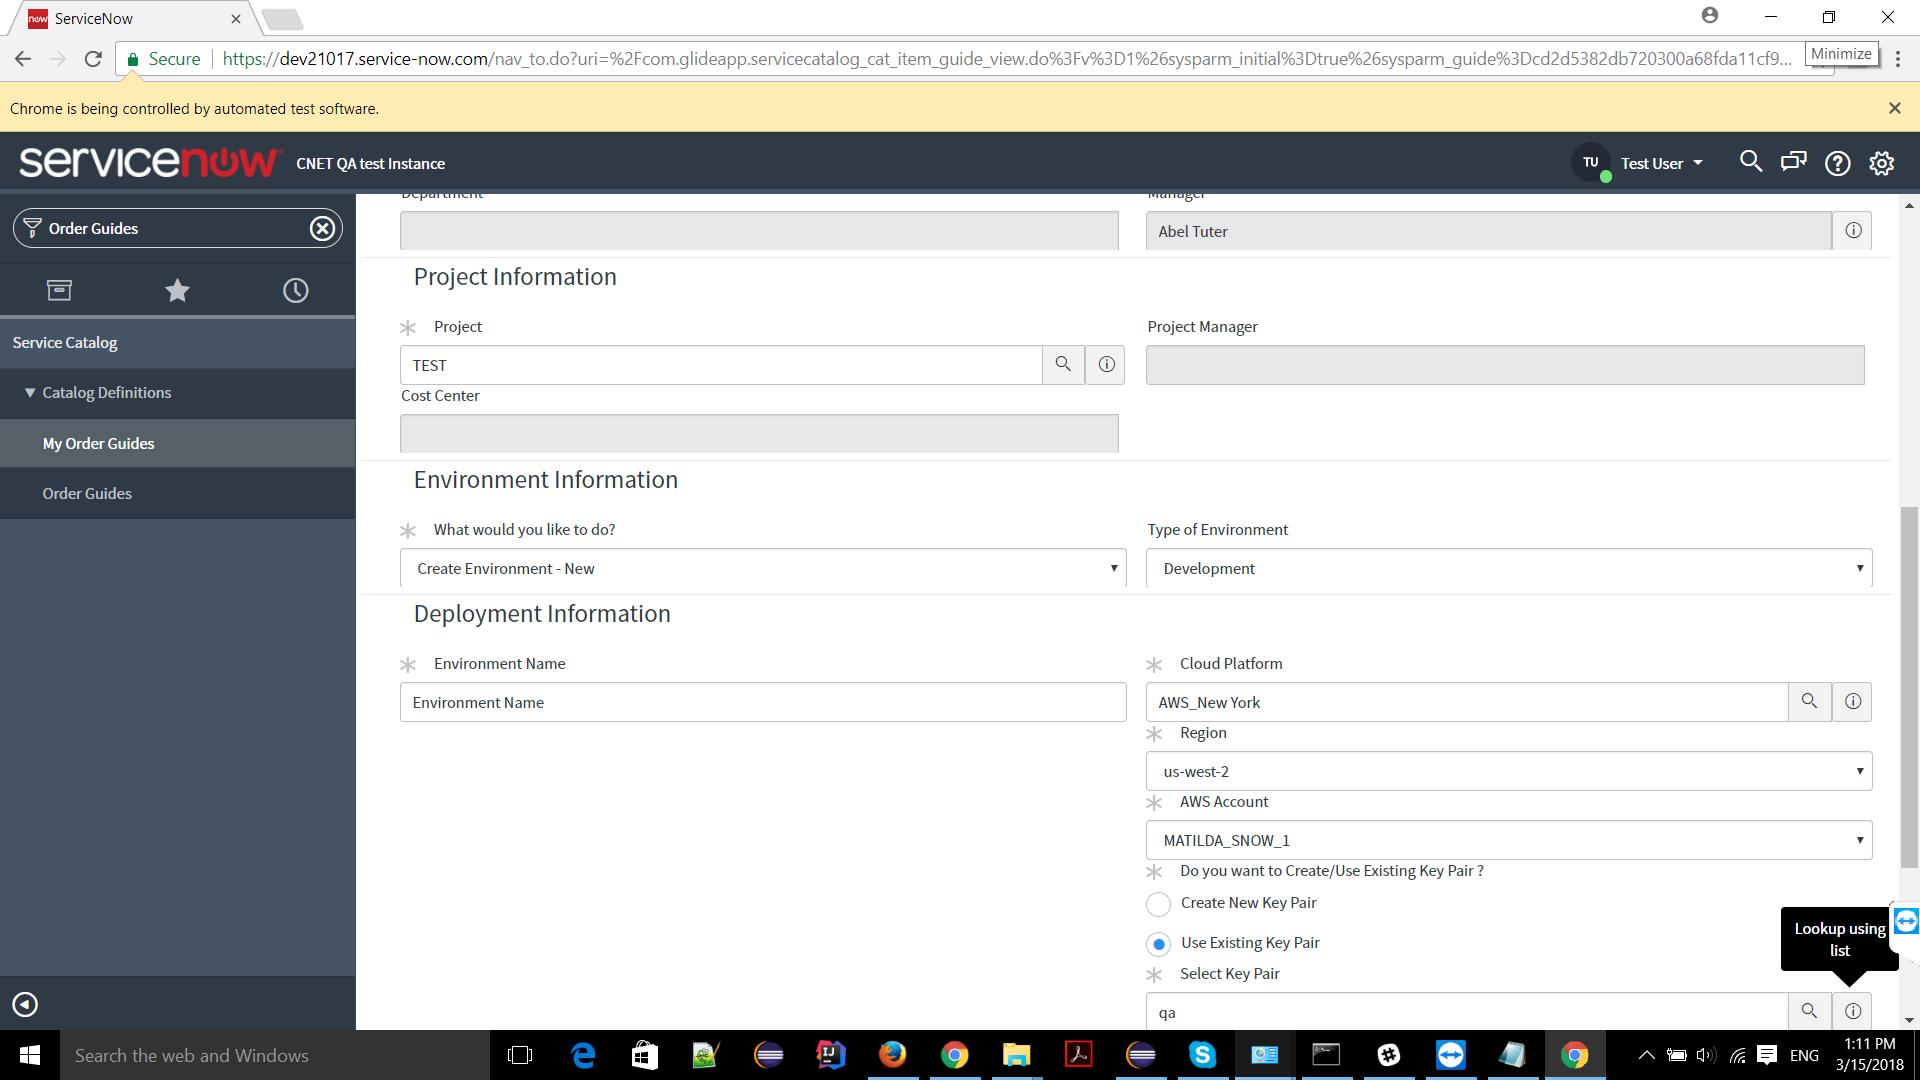 now ServiceNow
Secure https://dev21017.service-now.com/nav_to.do?uri=%2Fcom.glideapp.servicecatalog_cat_item_guide_view.do%3Fv%3D1%26sysparm_initial%3Dtrue%26sysparm_guide%3Dcd2d5382db720300a68fda11cf9...
Minimize
Chrome is being controlled by automated test software.
servicenow CNET QA test Instance
TU Test User
Order Guides
Service Catalog
Catalog Definitions
My Order Guides
Order Guides
Department
Manager
Abel Tuter
Project Information
Project
Project Manager
TEST
Cost Center
Environment Information
What would you like to do?
Type of Environment
Create Environment - New
Development
Deployment Information
Environment Name
Cloud Platform
Environment Name
AWS_New York
Region
us-west-2
AWS Account
MATILDA_SNOW_1
Do you want to Create/Use Existing Key Pair ?
Create New Key Pair
Use Existing Key Pair
Lookup using
list
Select Key Pair
qa
Search the web and Windows
ENG
1:11 PM
3/15/2018